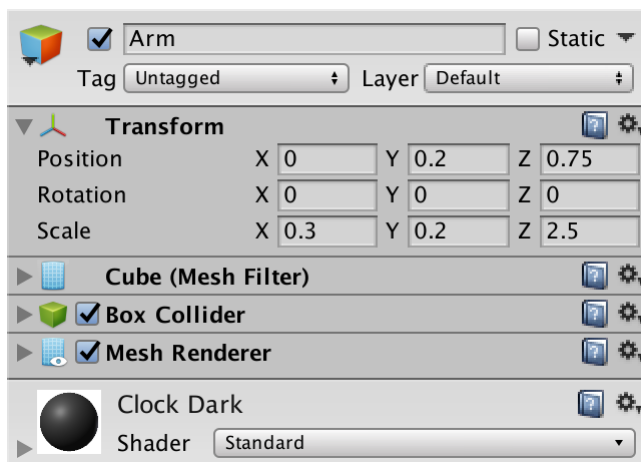 Arm Static
Tag Untagged Layer Default
Transform
Position X 0 Y 0.2 Z 0.75
Rotation X 0 Y 0 Z 0
Scale X 0.3 Y 0.2 Z 2.5
Cube (Mesh Filter)
Box Collider
Mesh Renderer
Clock Dark
Shader Standard